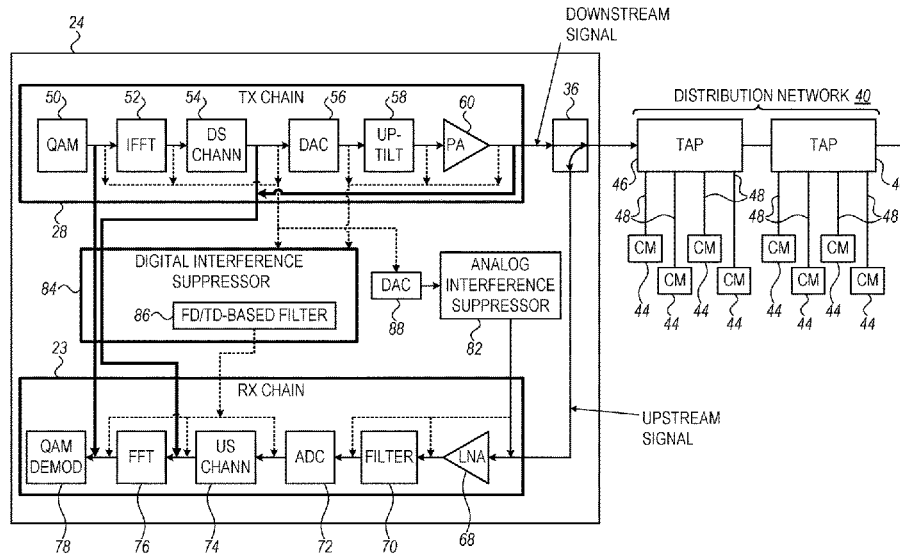 24
DOWNSTREAM
SIGNAL
TX CHAIN
50
52
54
56
58
60
36
DISTRIBUTION NETWORK 40
QAM
IFFT
DS
CHANN
DAC
UP-
TILT
PA
TAP
TAP
28
46
4
48
48
48
48
48
CM
CM
CM
CM
CM
CM
CM
CM
44
44
44
44
44
44
44
44
DIGITAL INTERFERENCE
SUPPRESSOR
84
86
FD/TD-BASED FILTER
DAC
88
ANALOG
INTERFERENCE
SUPPRESSOR
82
23
RX CHAIN
UPSTREAM
SIGNAL
QAM
DEMOD
FFT
US
CHANN
ADC
FILTER
LNA
78
76
74
72
70
68